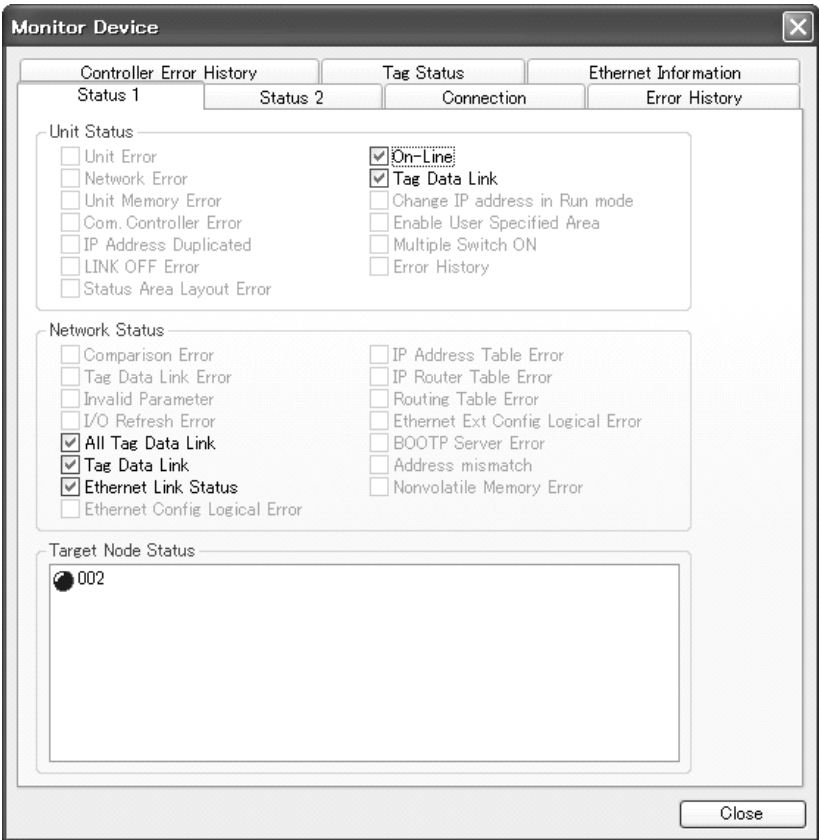 Monitor Device
Controller Error History
Tag Status
Ethernet Information
Status 1
Status 2
Connection
Error History
Unit Status
Unit Error
Network Error
Unit Memory Error
Com. Controller Error
IP Address Duplicated
LINK OFF Error
Status Area Layout Error
On-Line
Tag Data Link
Change IP address in Run mode
Enable User Specified Area
Multiple Switch ON
Error History
Network Status
Comparison Error
Tag Data Link Error
Invalid Parameter
I/O Refresh Error
All Tag Data Link
Tag Data Link
Ethernet Link Status
Ethernet Config Logical Error
IP Address Table Error
IP Router Table Error
Routing Table Error
Ethernet Ext Config Logical Error
BOOTP Server Error
Address mismatch
Nonvolatile Memory Error
Target Node Status
002
Close